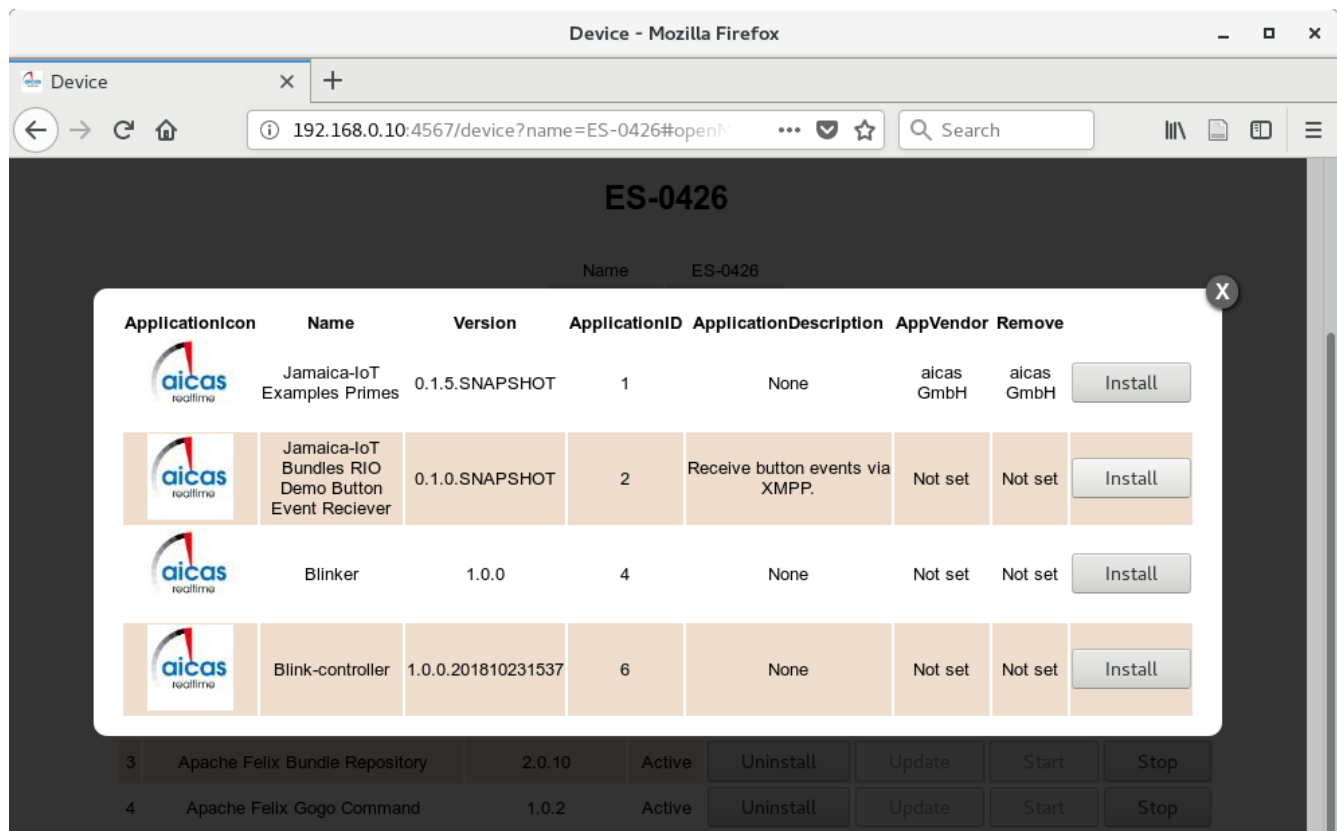 Device - Mozilla Firefox
Device
192.168.0.10:4567/device?name=ES-0426#openM
Search
ES-0426
Name ES-0426
X
ApplicationIcon Name Version ApplicationID ApplicationDescription AppVendor Remove
aicas
realtime
Jamaica-IoT
Examples Primes
0.1.5.SNAPSHOT
1
None
aicas
GmbH
aicas
GmbH
Install
aicas
realtime
Jamaica-IoT
Bundles RIO
Demo Button
Event Reciever
0.1.0.SNAPSHOT
2
Receive button events via
XMPP.
Not set
Not set
Install
aicas
realtime
Blinker
1.0.0
4
None
Not set
Not set
Install
aicas
realtime
Blink-controller
1.0.0.201810231537
6
None
Not set
Not set
Install
3 Apache Felix Bundle Repository 2.0.10 Active Uninstall Update Start Stop
4 Apache Felix Gogo Command 1.0.2 Active Uninstall Update Start Stop